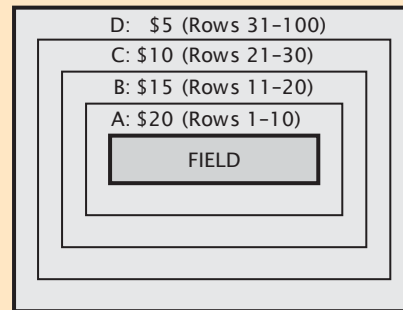 D: $5 (Rows 31–100)
C: $10 (Rows 21–30)
B: $15 (Rows 11–20)
A: $20 (Rows 1–10)
FIELD